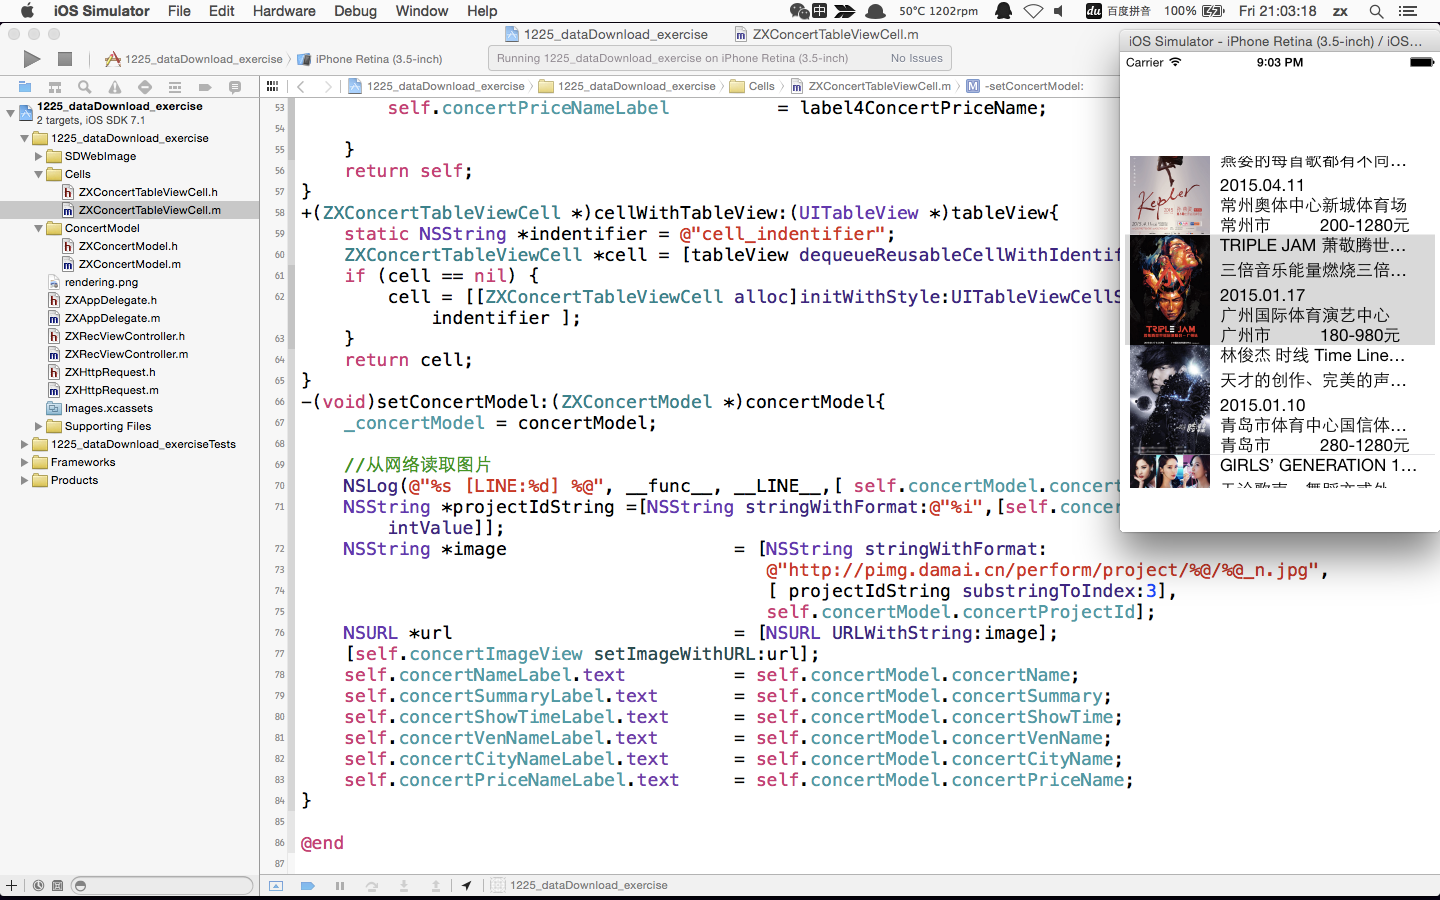 iOS Simulator File Edit Hardware Debug Window Help
50°C 1202rpm du 百度拼音 100% Fri 21:03:18 zx
1225_dataDownload_exercise ZXConcertTableViewCell.m
1225_dataDownload_exercise iPhone Retina (3.5-inch)
Running 1225_dataDownload_exercise on iPhone Retina (3.5-inch) No Issues
1225_dataDownload_exercise 1225_dataDownload_exercise Cells ZXConcertTableViewCell.m M -setConcertModel:
1225_dataDownload_exercise
2 targets, iOS SDK 7.1
1225_dataDownload_exercise
SDWebImage
Cells
h ZXConcertTableViewCell.h
m ZXConcertTableViewCell.m
ConcertModel
h ZXConcertModel.h
m ZXConcertModel.m
rendering.png
h ZXAppDelegate.h
m ZXAppDelegate.m
h ZXRecViewController.h
m ZXRecViewController.m
h ZXHttpRequest.h
m ZXHttpRequest.m
Images.xcassets
Supporting Files
1225_dataDownload_exerciseTests
Frameworks
Products
53 self.concertPriceNameLabel = label4ConcertPriceName;
54
55 }
56 return self;
57 }
58 +(ZXConcertTableViewCell *)cellWithTableView:(UITableView *)tableView{
59 static NSString *indentifier = @"cell_indentifier";
60 ZXConcertTableViewCell *cell = [tableView dequeueReusableCellWithIdentif
61 if (cell == nil) {
62 cell = [[ZXConcertTableViewCell alloc]initWithStyle:UITableViewCellS
indentifier ];
63 }
64 return cell;
65 }
66 -(void)setConcertModel:(ZXConcertModel *)concertModel{
67 _concertModel = concertModel;
68
69 //从网络读取图片
70 NSLog(@"%s [LINE:%d] %@", __func__, __LINE__,[ self.concertModel.concert
71 NSString *projectIdString =[NSString stringWithFormat:@"%i",[self.concer
intValue]];
72 NSString *image = [NSString stringWithFormat:
73 @"http://pimg.damai.cn/perform/project/%@/%@_n.jpg",
74 [ projectIdString substringToIndex:3],
75 self.concertModel.concertProjectId];
76 NSURL *url = [NSURL URLWithString:image];
77 [self.concertImageView setImageWithURL:url];
78 self.concertNameLabel.text = self.concertModel.concertName;
79 self.concertSummaryLabel.text = self.concertModel.concertSummary;
80 self.concertShowTimeLabel.text = self.concertModel.concertShowTime;
81 self.concertVenNameLabel.text = self.concertModel.concertVenName;
82 self.concertCityNameLabel.text = self.concertModel.concertCityName;
83 self.concertPriceNameLabel.text = self.concertModel.concertPriceName;
84 }
85
86 @end
87
1225_dataDownload_exercise
iOS Simulator - iPhone Retina (3.5-inch) / iOS...
Carrier 9:03 PM
燕姿的每首歌都有不同...
2015.04.11
常州奥体中心新城体育场
常州市 200-1280元
Kepler
TRIPLE JAM 萧敬腾世...
三倍音乐能量燃烧三倍...
2015.01.17
广州国际体育演艺中心
广州市 180-980元
TRIPLE JAM
林俊杰 时线 Time Line...
天才的创作、完美的声...
2015.01.10
青岛市体育中心国信体...
青岛市 280-1280元
GIRLS' GENERATION 1...